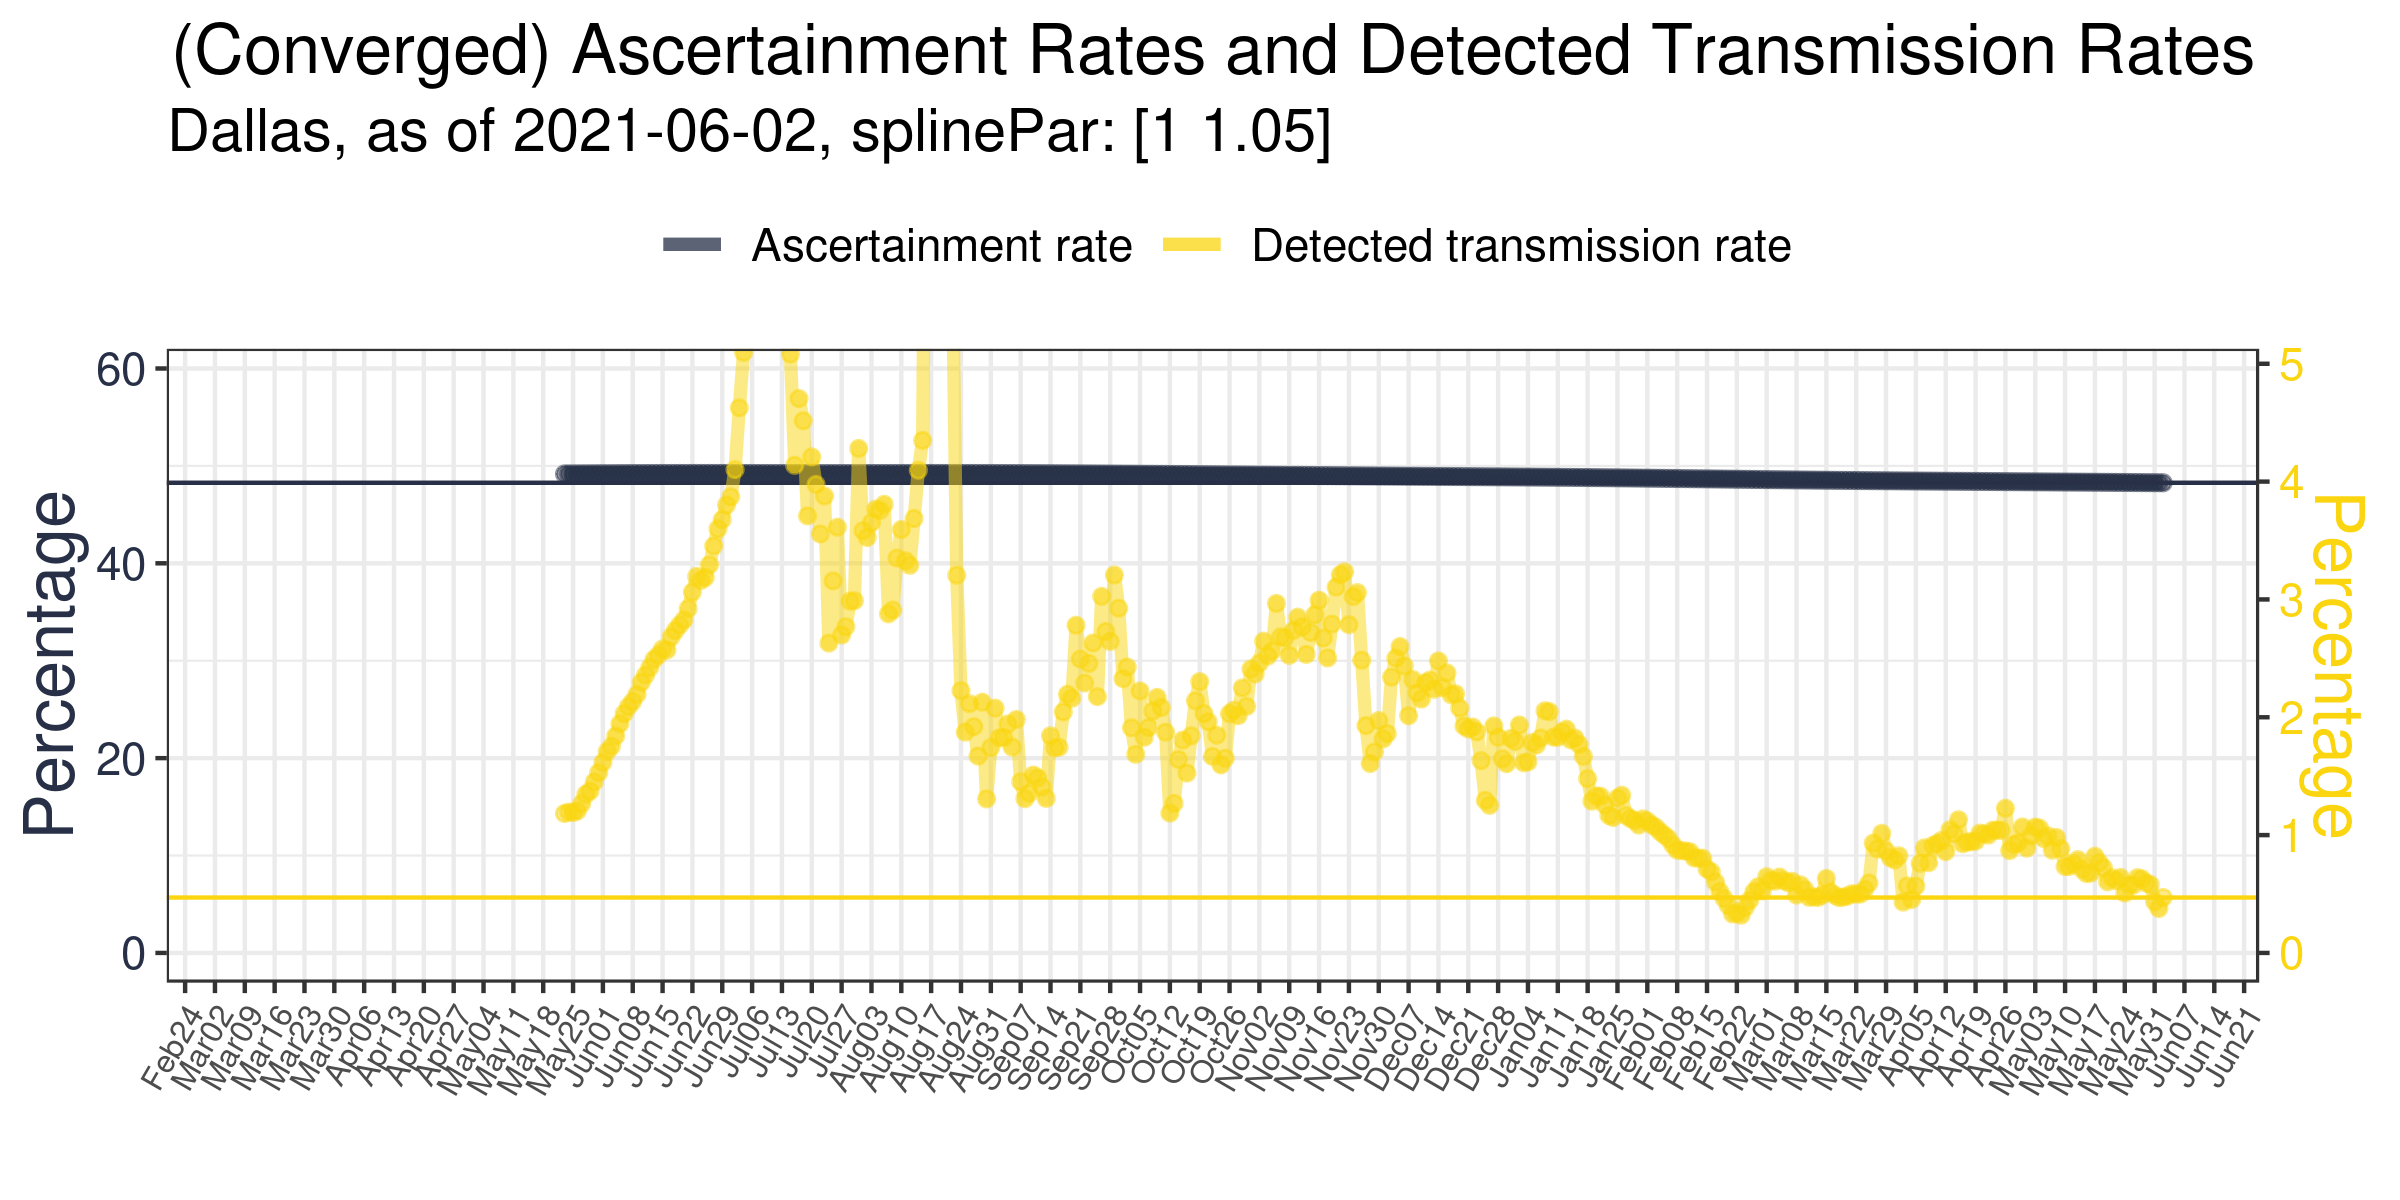 (Converged) Ascertainment Rates and Detected Transmission Rates
Dallas, as of 2021-06-02, splinePar: [1 1.05]
Ascertainment rate
Detected transmission rate
Percentage
60
40
20
0
5
4
3
2
1
0
Percentage
Feb24
Mar02
Mar09
Mar16
Mar23
Mar30
Apr06
Apr13
Apr20
Apr27
May04
May11
May18
May25
Jun01
Jun08
Jun15
Jun22
Jun29
Jul06
Jul13
Jul20
Jul27
Aug03
Aug10
Aug17
Aug24
Aug31
Sep07
Sep14
Sep21
Sep28
Oct05
Oct12
Oct19
Oct26
Nov02
Nov09
Nov16
Nov23
Nov30
Dec07
Dec14
Dec21
Dec28
Jan04
Jan11
Jan18
Jan25
Feb01
Feb08
Feb15
Feb22
Mar01
Mar08
Mar15
Mar22
Mar29
Apr05
Apr12
Apr19
Apr26
May03
May10
May17
May24
May31
Jun07
Jun14
Jun21